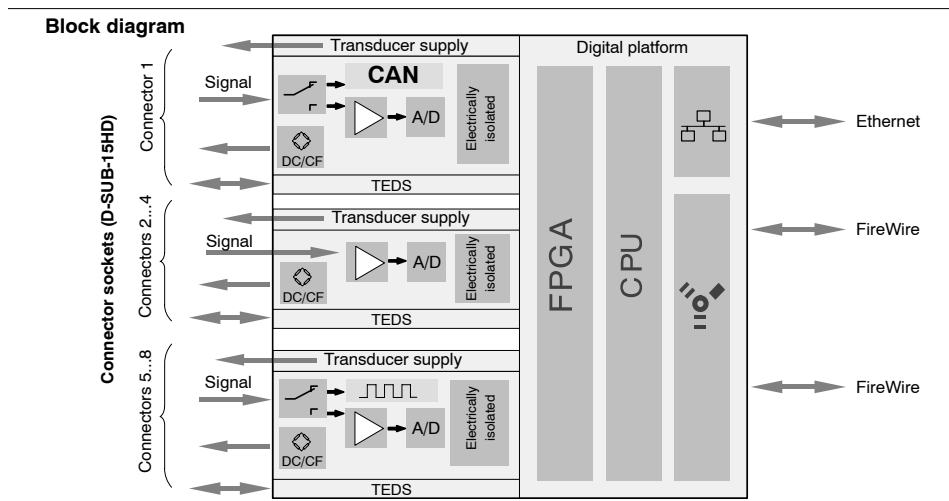 Block diagram
Connector sockets (D-SUB-15HD)
Connector 1
Transducer supply
Signal
CAN
A/D
DC/CF
Electrically
isolated
TEDS
Connectors 2...4
Transducer supply
Signal
A/D
DC/CF
Electrically
isolated
TEDS
Connectors 5...8
Transducer supply
Signal
A/D
DC/CF
Electrically
isolated
TEDS
Digital platform
FPGA
CPU
Ethernet
FireWire
FireWire